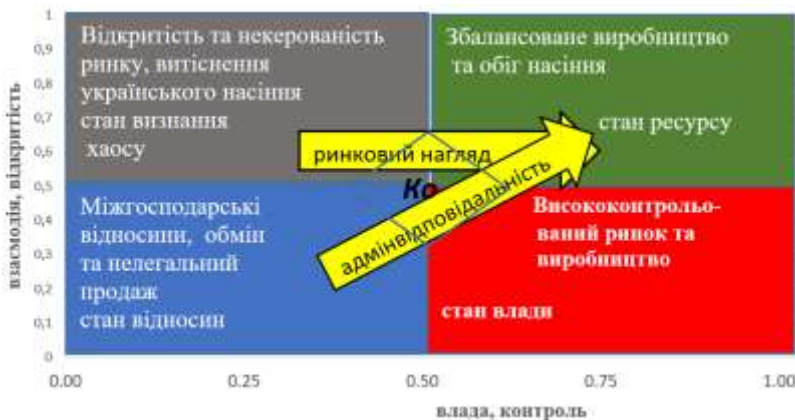 1
0,9
0,8
0,7
0,6
0,5
0,4
0,3
0,2
0,1
0
взаємодія, відкритість
Відкритість та некерованість
ринку, витіснення
українського насіння
стан визнання
хаосу
Збалансоване виробництво
та обіг насіння
стан ресурсу
ринковий нагляд
Ко
адмінвідповідальність
Міжгосподарські
відносини, обмін
та нелегальний
продаж
стан відносин
Висококонтрольо-
ваний ринок та
виробництво
стан влади
0.00
0.25
0.50
0.75
1.00
влада, контроль